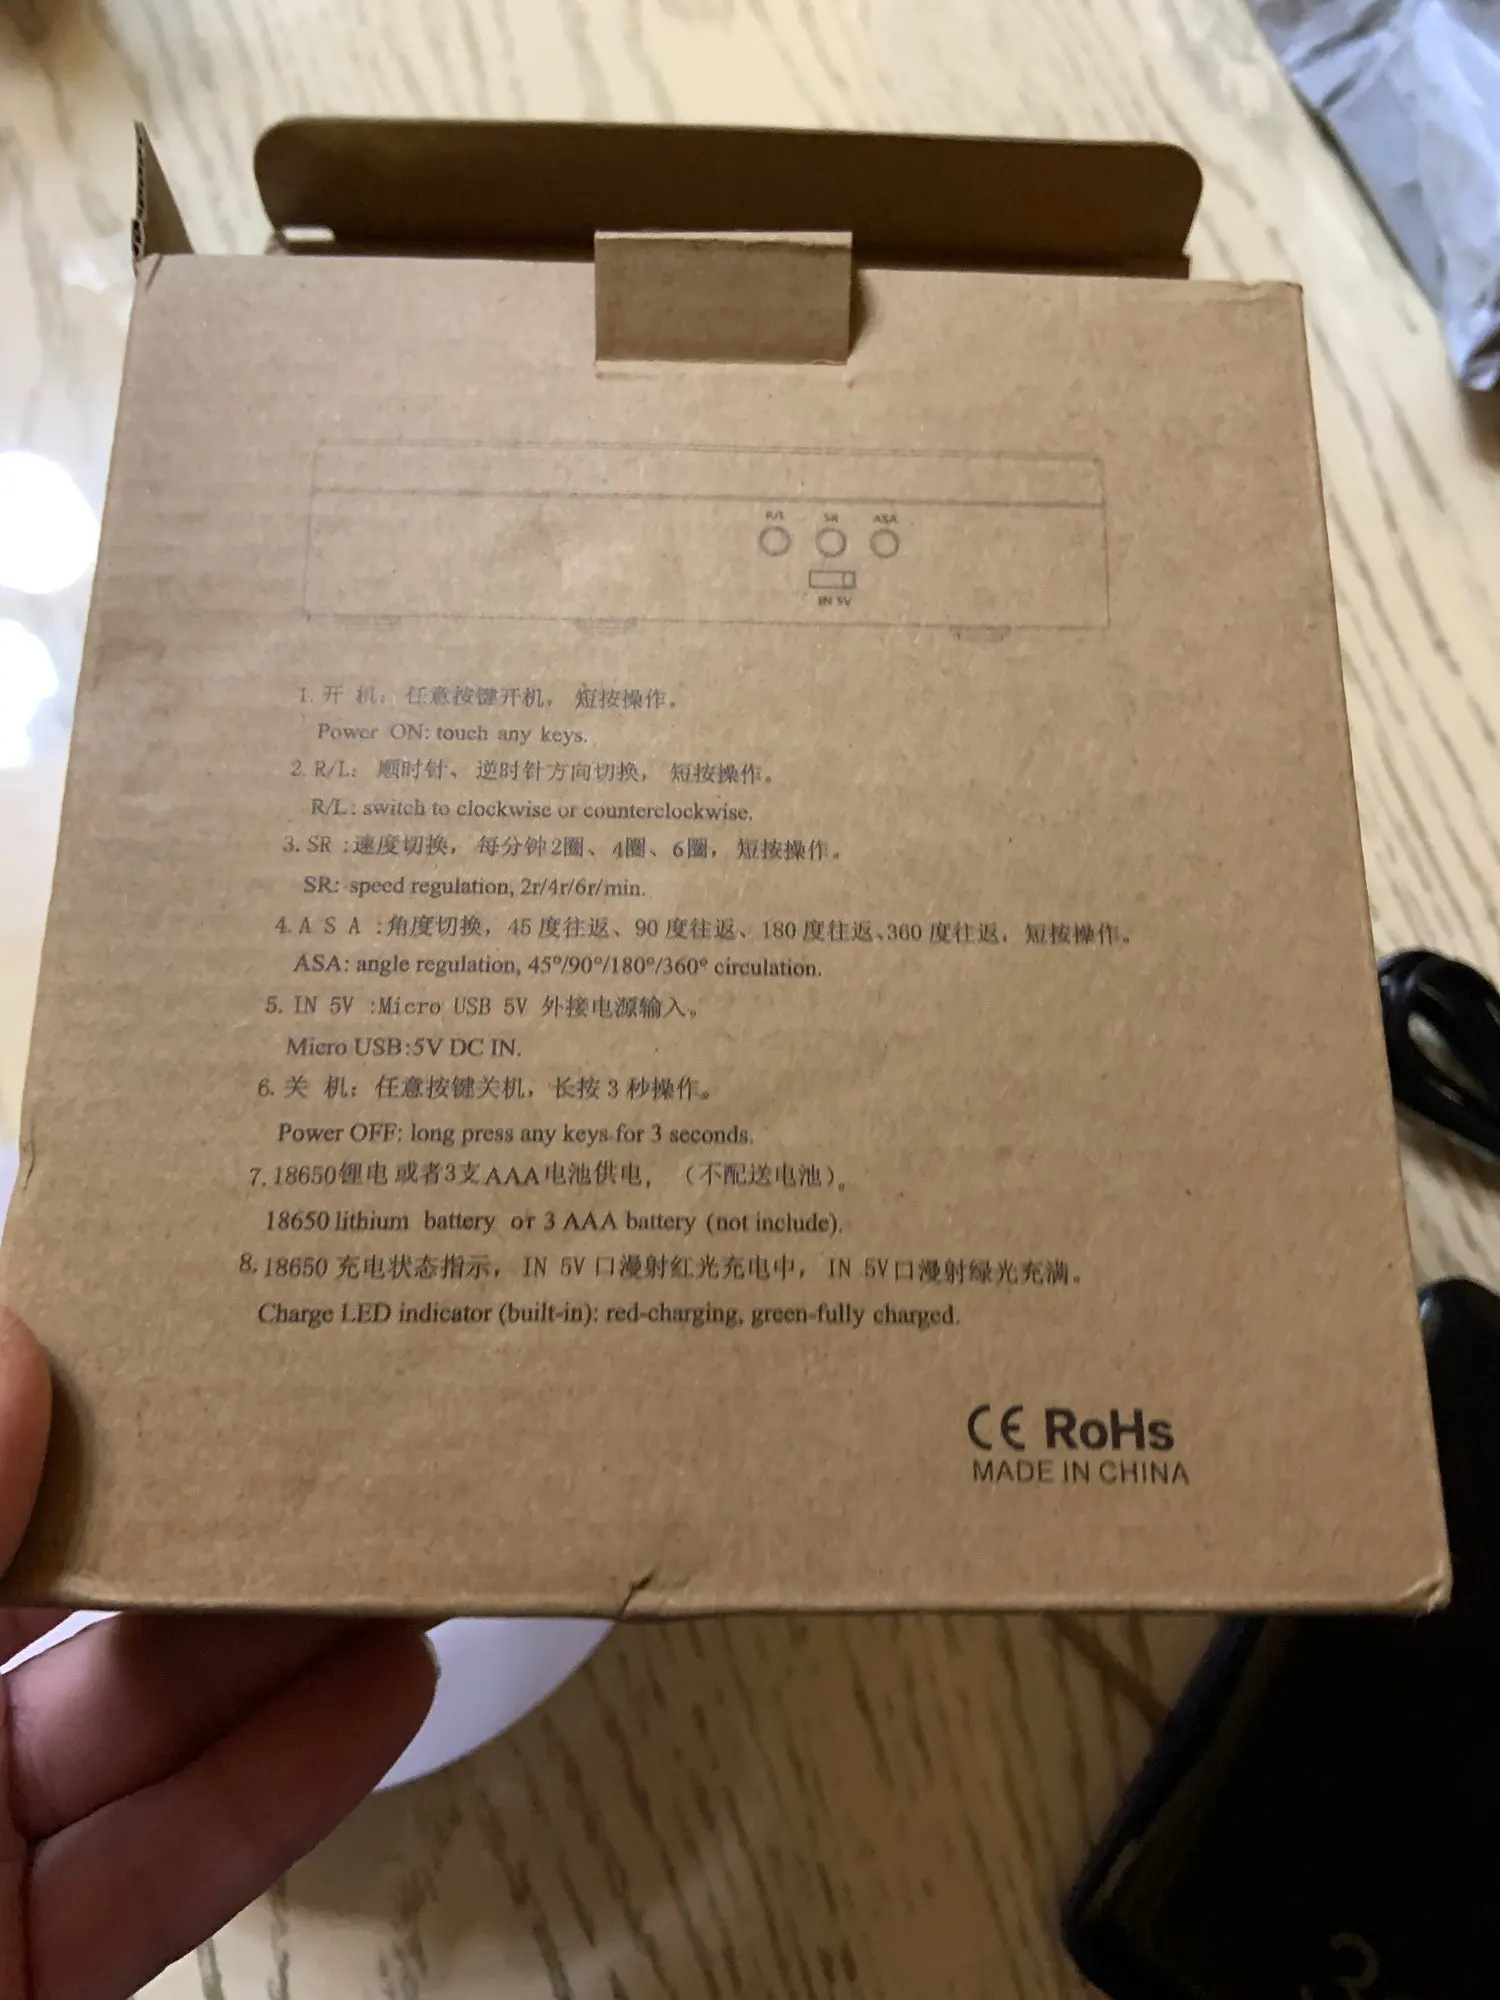 R/L SR ASA
IN 5V
1. 开 机：任意按键开机，短按操作。
Power ON: touch any keys.
2. R/L：顺时针、逆时针方向切换，短按操作。
R/L: switch to clockwise or counterclockwise.
3. SR :速度切换，每分钟2圈、4圈、6圈，短按操作。
SR: speed regulation, 2r/4r/6r/min.
4. A S A :角度切换，45 度往返、90 度往返、180 度往返、360 度往返，短按操作。
ASA: angle regulation, 45°/90°/180°/360° circulation.
5. IN 5V :Micro USB 5V 外接电源输入。
Micro USB:5V DC IN.
6. 关 机：任意按键关机，长按 3 秒操作。
Power OFF: long press any keys for 3 seconds.
7. 18650锂电 或者3支AAA电池供电，（不配送电池）。
18650 lithium battery or 3 AAA battery (not include).
8. 18650 充电状态指示，IN 5V 口漫射红光充电中，IN 5V口漫射绿光充满。
Charge LED indicator (built-in): red-charging, green-fully charged.
CE RoHs
MADE IN CHINA
3